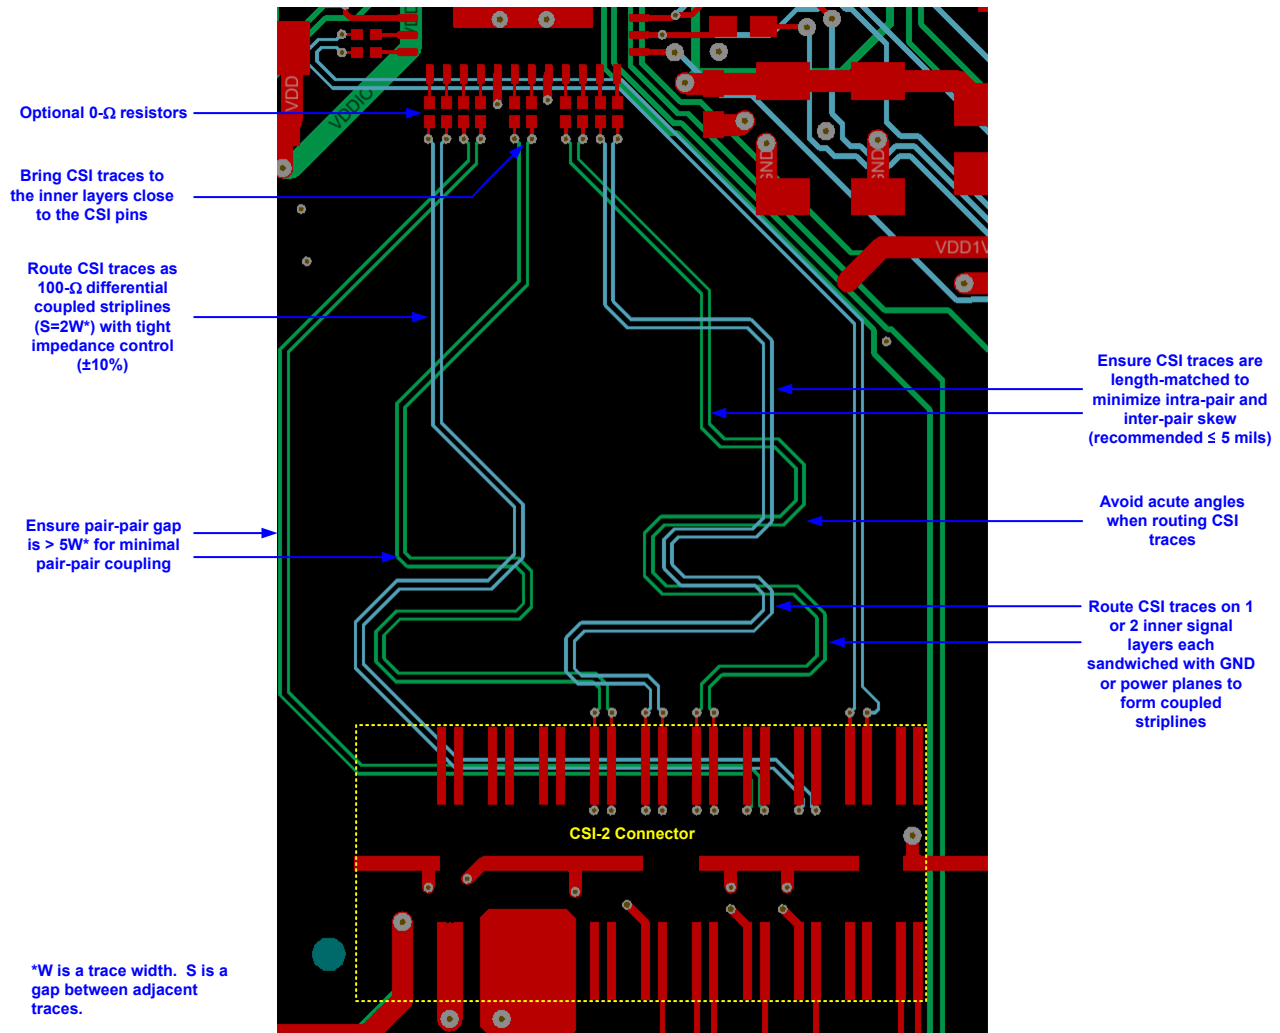 VDD
VDD
VDDIO
GND
GND
VDD1V
Optional 0-Ω resistors
Bring CSI traces to
the inner layers close
to the CSI pins
Route CSI traces as
100-Ω differential
coupled striplines
(S=2W*) with tight
impedance control
(±10%)
Ensure pair-pair gap
is > 5W* for minimal
pair-pair coupling
Ensure CSI traces are
length-matched to
minimize intra-pair and
inter-pair skew
(recommended ≤ 5 mils)
Avoid acute angles
when routing CSI
traces
Route CSI traces on 1
or 2 inner signal
layers each
sandwiched with GND
or power planes to
form coupled
striplines
CSI-2 Connector
*W is a trace width. S is a
gap between adjacent
traces.